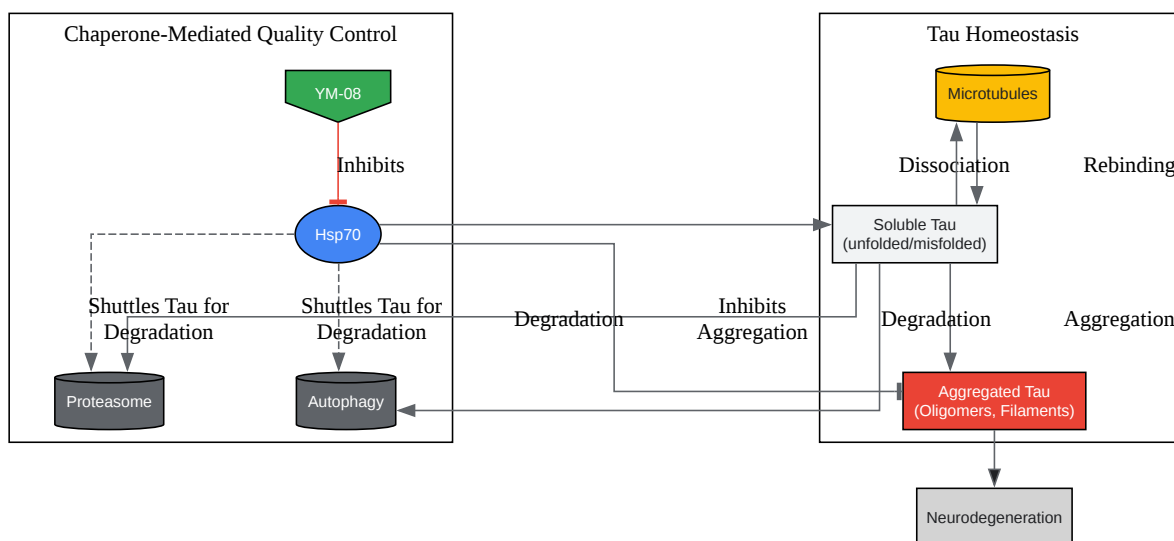 Chaperone-Mediated Quality Control
Tau Homeostasis
YM-08
Microtubules
Inhibits
Dissociation
Rebinding
Hsp70
Soluble Tau
(unfolded/misfolded)
Shuttles Tau for
Degradation
Shuttles Tau for
Degradation
Degradation
Inhibits
Aggregation
Degradation
Aggregation
Proteasome
Autophagy
Aggregated Tau
(Oligomers, Filaments)
Neurodegeneration